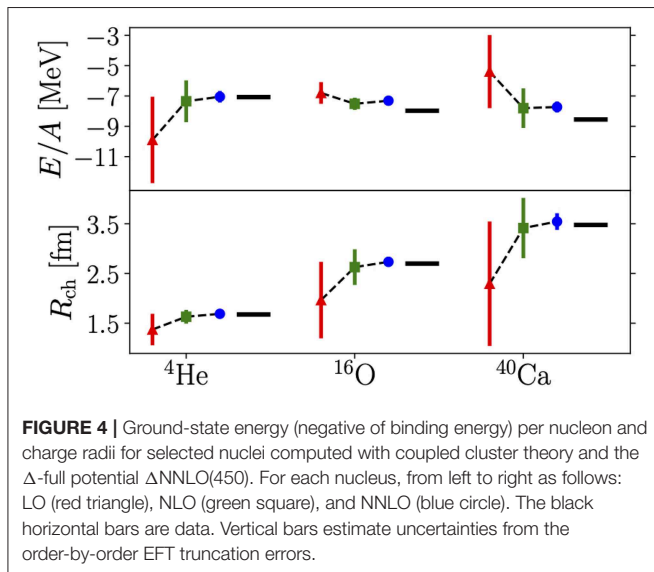 −3
−5
−7
−9
−11
E/A [MeV]
3.5
2.5
1.5
R_ch [fm]
⁴He ¹⁶O ⁴⁰Ca
FIGURE 4 | Ground-state energy (negative of binding energy) per nucleon and
charge radii for selected nuclei computed with coupled cluster theory and the
Δ-full potential ΔNNLO(450). For each nucleus, from left to right as follows:
LO (red triangle), NLO (green square), and NNLO (blue circle). The black
horizontal bars are data. Vertical bars estimate uncertainties from the
order-by-order EFT truncation errors.